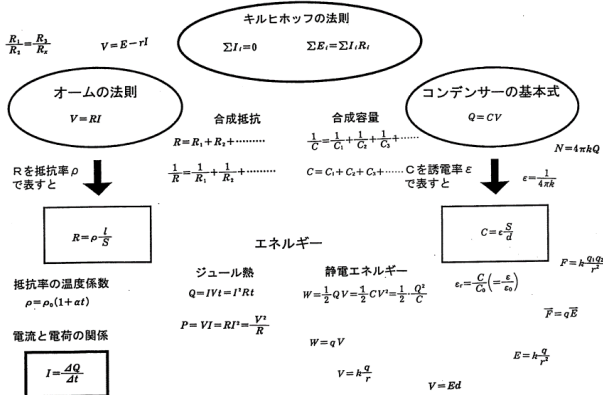 キルヒホッフの法則
ΣIᵢ=0 ΣEᵢ=ΣIᵢRᵢ
R₁/R₂=R₃/Rₓ V=E−rI
オームの法則
V=RI
合成抵抗
R=R₁+R₂+………
1/R=1/R₁+1/R₂+………
合成容量
1/C=1/C₁+1/C₂+1/C₃+……
C=C₁+C₂+C₃+……
コンデンサーの基本式
Q=CV
N=4πkQ
Rを抵抗率ρ
で表すと
Cを誘電率ε
で表すと
ε=1/4πk
R=ρl/S
エネルギー
C=εS/d
ジュール熱
Q=IVt=I²Rt
P=VI=RI²=V²/R
静電エネルギー
W=1/2QV=1/2CV²=1/2·Q²/C
W=qV
V=kq/r
εᵣ=C/C₀(=ε/ε₀)
F=kq₁q₂/r²
F⃗=qE⃗
E=kq/r²
V=Ed
抵抗率の温度係数
ρ=ρ₀(1+αt)
電流と電荷の関係
I=ΔQ/Δt